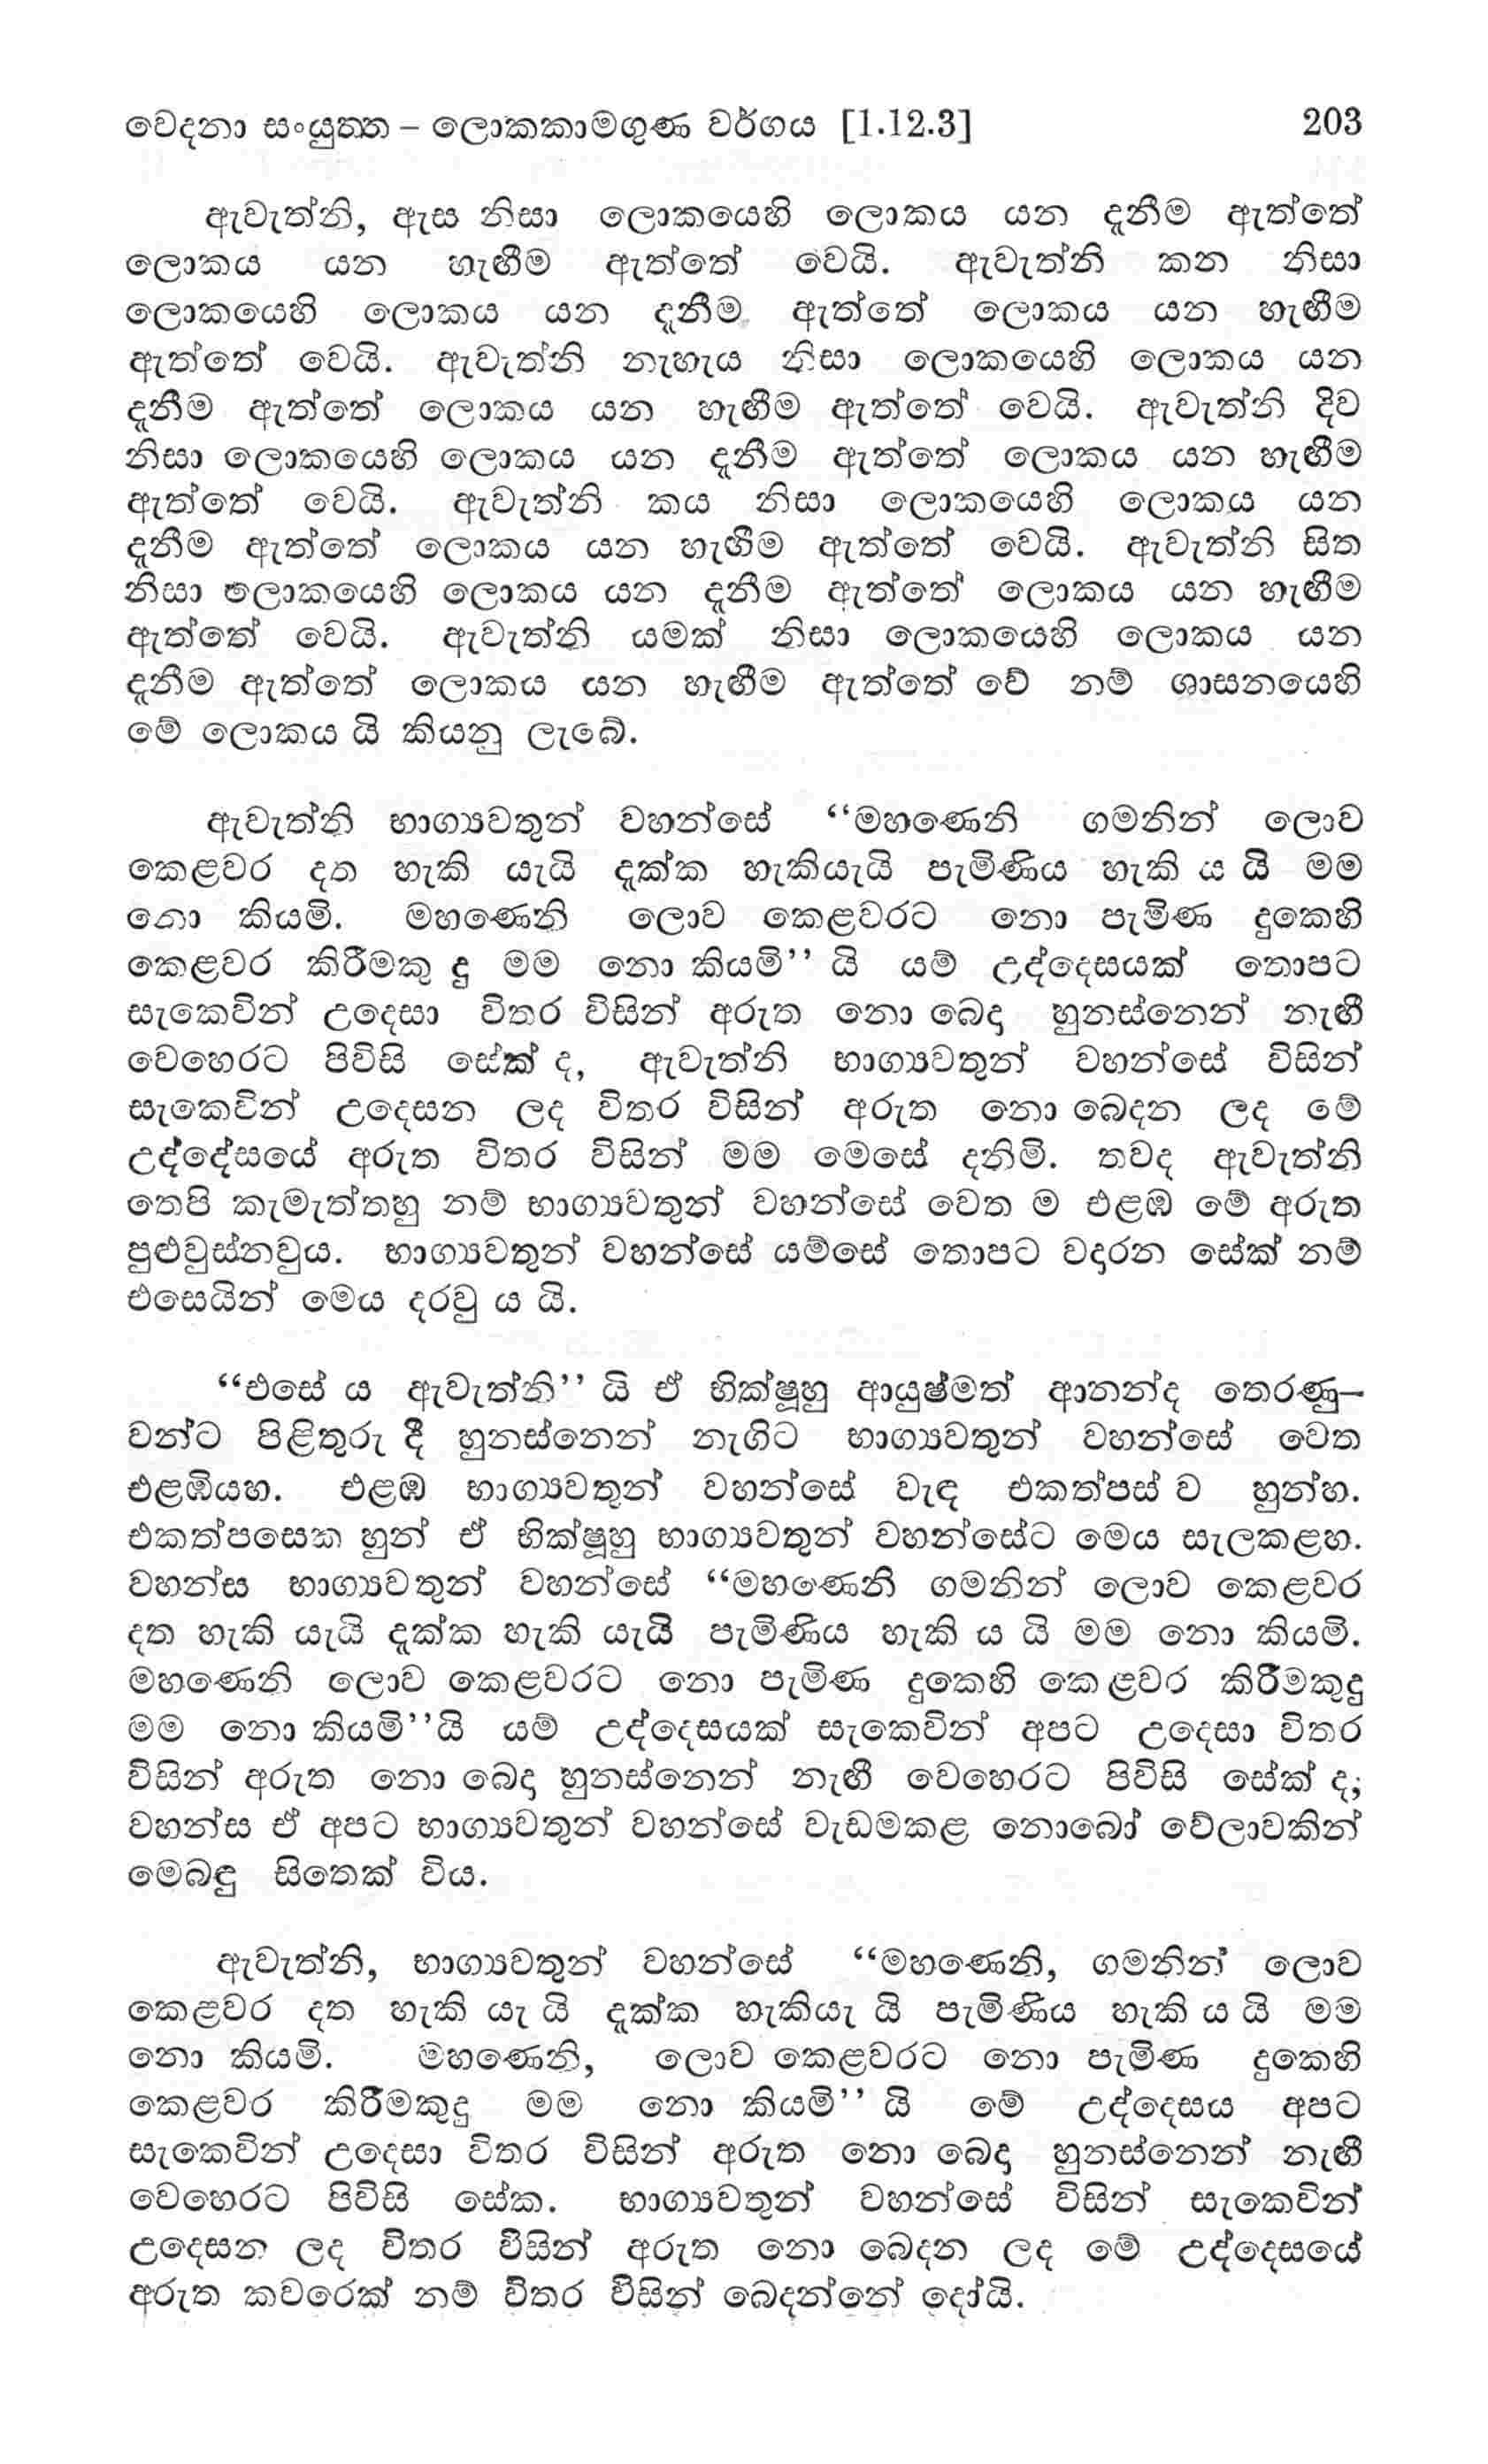 වෙදනා සංයුත්ත – ලොකකාමගුණ වර්ගය [1.12.3] 203
ඇවැත්නි, ඇස නිසා ලොකයෙහි ලොකය යන දැනීම ඇත්තේ
ලොකය යන හැඟීම ඇත්තේ වෙයි. ඇවැත්නි කන නිසා
ලොකයෙහි ලොකය යන දැනීම ඇත්තේ ලොකය යන හැඟීම
ඇත්තේ වෙයි. ඇවැත්නි නැහැය නිසා ලොකයෙහි ලොකය යන
දැනීම ඇත්තේ ලොකය යන හැඟීම ඇත්තේ වෙයි. ඇවැත්නි දිව
නිසා ලොකයෙහි ලොකය යන දැනීම ඇත්තේ ලොකය යන හැඟීම
ඇත්තේ වෙයි. ඇවැත්නි කය නිසා ලොකයෙහි ලොකය යන
දැනීම ඇත්තේ ලොකය යන හැඟීම ඇත්තේ වෙයි. ඇවැත්නි සිත
නිසා ලොකයෙහි ලොකය යන දැනීම ඇත්තේ ලොකය යන හැඟීම
ඇත්තේ වෙයි. ඇවැත්නි යමක් නිසා ලොකයෙහි ලොකය යන
දැනීම ඇත්තේ ලොකය යන හැඟීම ඇත්තේ වේ නම් ශාසනයෙහි
මේ ලොකය යි කියනු ලැබේ.
ඇවැත්නි භාග්‍යවතුන් වහන්සේ “මහණෙනි ගමනින් ලොව
කෙළවර දත හැකි යැයි දැක්ක හැකියැයි පැමිණිය හැකි ය යි මම
නො කියමි. මහණෙනි ලොව කෙළවරට නො පැමිණ දුකෙහි
කෙළවර කිරීමකු දු මම නො කියමි” යි යම් උද්දෙසයක් තොපට
සැකෙවින් උදෙසා විතර විසින් අරුත නො බෙදා හුනස්නෙන් නැඟී
වෙහෙරට පිවිසි සේක් ද, ඇවැත්නි භාග්‍යවතුන් වහන්සේ විසින්
සැකෙවින් උදෙසන ලද විතර විසින් අරුත නො බෙදන ලද මේ
උද්දේසයේ අරුත විතර විසින් මම මෙසේ දනිමි. තවද ඇවැත්නි
තෙපි කැමැත්තහු නම් භාග්‍යවතුන් වහන්සේ වෙත ම එළඹ මේ අරුත
පුළුවුස්නවුය. භාග්‍යවතුන් වහන්සේ යම්සේ තොපට වදාරන සේක් නම්
එසෙයින් මෙය දරවු ය යි.
“එසේ ය ඇවැත්නි” යි ඒ භික්ෂූහු ආයුෂ්මත් ආනන්ද තෙරණු–
වන්ට පිළිතුරු දී හුනස්නෙන් නැගිට භාග්‍යවතුන් වහන්සේ වෙත
එළඹියහ. එළඹ භාග්‍යවතුන් වහන්සේ වැඳ එකත්පස් ව හුන්හ.
එකත්පසෙක හුන් ඒ භික්ෂූහු භාග්‍යවතුන් වහන්සේට මෙය සැලකළහ.
වහන්ස භාග්‍යවතුන් වහන්සේ “මහණෙනි ගමනින් ලොව කෙළවර
දත හැකි යැයි දැක්ක හැකි යැයි පැමිණිය හැකි ය යි මම නො කියමි.
මහණෙනි ලොව කෙළවරට නො පැමිණ දුකෙහි කෙළවර කිරීමකුදු
මම නො කියමි”යි යම් උද්දෙසයක් සැකෙවින් අපට උදෙසා විතර
විසින් අරුත නො බෙදා හුනස්නෙන් නැඟී වෙහෙරට පිවිසි සේක් ද;
වහන්ස ඒ අපට භාග්‍යවතුන් වහන්සේ වැඩමකළ නොබෝ වේලාවකින්
මෙබඳු සිතෙක් විය.
ඇවැත්නි, භාග්‍යවතුන් වහන්සේ “මහණෙනි, ගමනින් ලොව
කෙළවර දත හැකි යැ යි දැක්ක හැකියැ යි පැමිණිය හැකි ය යි මම
නො කියමි. මහණෙනි, ලොව කෙළවරට නො පැමිණ දුකෙහි
කෙළවර කිරීමකුදු මම නො කියමි” යි මේ උද්දෙසය අපට
සැකෙවින් උදෙසා විතර විසින් අරුත නො බෙදා හුනස්නෙන් නැඟී
වෙහෙරට පිවිසි සේක. භාග්‍යවතුන් වහන්සේ විසින් සැකෙවින්
උදෙසන ලද විතර විසින් අරුත නො බෙදන ලද මේ උද්දෙසයේ
අරුත කවරෙක් නම් විතර විසින් බෙදන්නේ දෝයි.